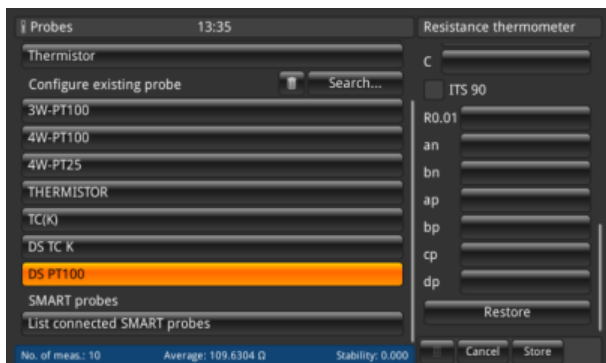 Probes 13:35
Thermistor
Configure existing probe Search...
3W-PT100
4W-PT100
4W-PT25
THERMISTOR
TC(K)
DS TC K
DS PT100
SMART probes
List connected SMART probes
No. of meas.: 10 Average: 109.6304 Ω Stability: 0.000
Resistance thermometer
C
ITS 90
R0.01
an
bn
ap
bp
cp
dp
Restore
Cancel Store